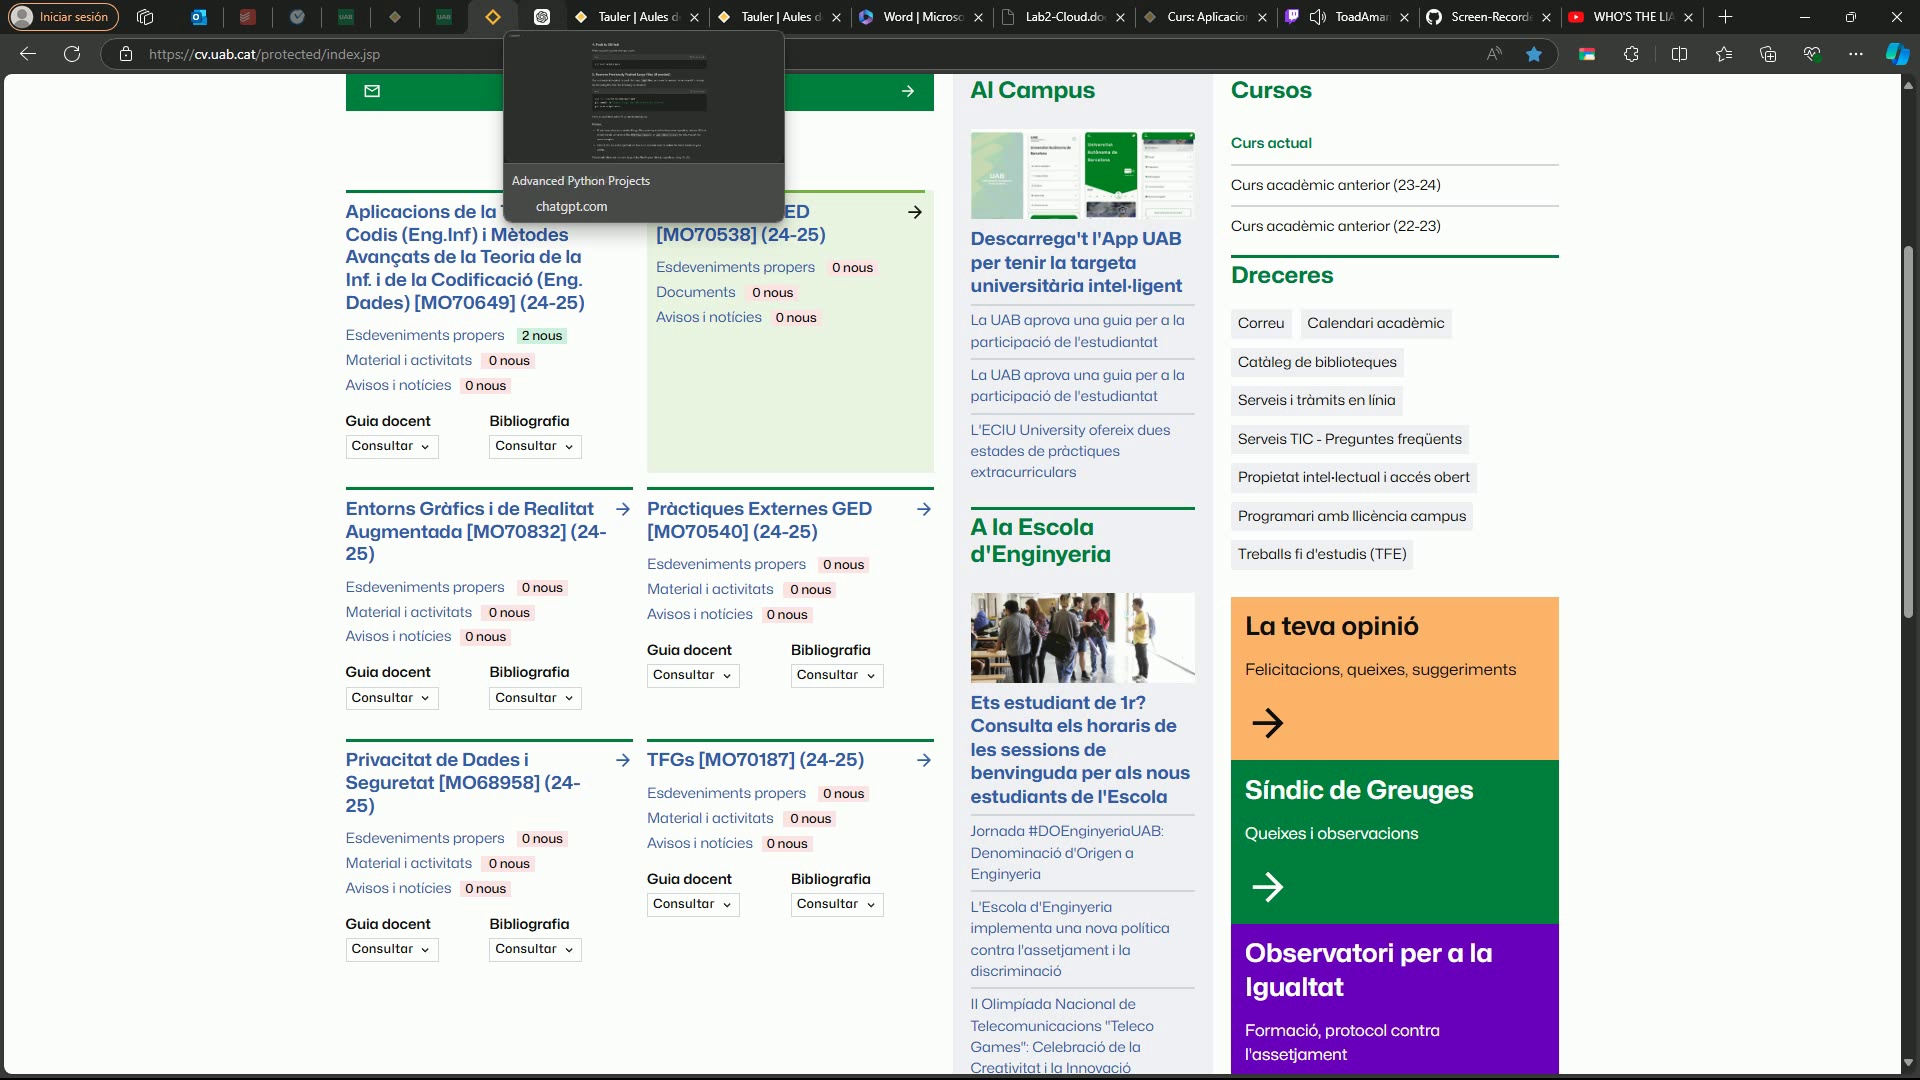 Iniciar sesión
Tauler | Aules d
Tauler | Aules de
Word | Microso
Lab2-Cloud.do
Curs: Aplicacion
ToadAmar
Screen-Recorde
WHO'S THE LIA
https://cv.uab.cat/protected/index.jsp
Advanced Python Projects
chatgpt.com
Aplicacions de la
Codis (Eng.Inf) i Mètodes
Avançats de la Teoria de la
Inf. i de la Codificació (Eng.
Dades) [MO70649] (24-25)
Esdeveniments propers 2 nous
Material i activitats 0 nous
Avisos i notícies 0 nous
Guia docent Bibliografia
Consultar Consultar
ED
[MO70538] (24-25)
Esdeveniments propers 0 nous
Documents 0 nous
Avisos i notícies 0 nous
Entorns Gràfics i de Realitat
Augmentada [MO70832] (24-
25)
Esdeveniments propers 0 nous
Material i activitats 0 nous
Avisos i notícies 0 nous
Guia docent Bibliografia
Consultar Consultar
Pràctiques Externes GED
[MO70540] (24-25)
Esdeveniments propers 0 nous
Material i activitats 0 nous
Avisos i notícies 0 nous
Guia docent Bibliografia
Consultar Consultar
Privacitat de Dades i
Seguretat [MO68958] (24-
25)
Esdeveniments propers 0 nous
Material i activitats 0 nous
Avisos i notícies 0 nous
Guia docent Bibliografia
Consultar Consultar
TFGs [MO70187] (24-25)
Esdeveniments propers 0 nous
Material i activitats 0 nous
Avisos i notícies 0 nous
Guia docent Bibliografia
Consultar Consultar
Al Campus
Descarrega't l'App UAB
per tenir la targeta
universitària intel·ligent
La UAB aprova una guia per a la
participació de l'estudiantat
La UAB aprova una guia per a la
participació de l'estudiantat
L'ECIU University ofereix dues
estades de pràctiques
extracurriculars
A la Escola
d'Enginyeria
Ets estudiant de 1r?
Consulta els horaris de
les sessions de
benvinguda per als nous
estudiants de l'Escola
Jornada #DOEnginyeriaUAB:
Denominació d'Origen a
Enginyeria
L'Escola d'Enginyeria
implementa una nova política
contra l'assetjament i la
discriminació
II Olimpíada Nacional de
Telecomunicacions "Teleco
Games": Celebració de la
Creativitat i la Innovació
Cursos
Curs actual
Curs acadèmic anterior (23-24)
Curs acadèmic anterior (22-23)
Dreceres
Correu
Calendari acadèmic
Catàleg de biblioteques
Serveis i tràmits en línia
Serveis TIC - Preguntes freqüents
Propietat intel·lectual i accés obert
Programari amb llicència campus
Treballs fi d'estudis (TFE)
La teva opinió
Felicitacions, queixes, suggeriments
Síndic de Greuges
Queixes i observacions
Observatori per a la
Igualtat
Formació, protocol contra
l'assetjament